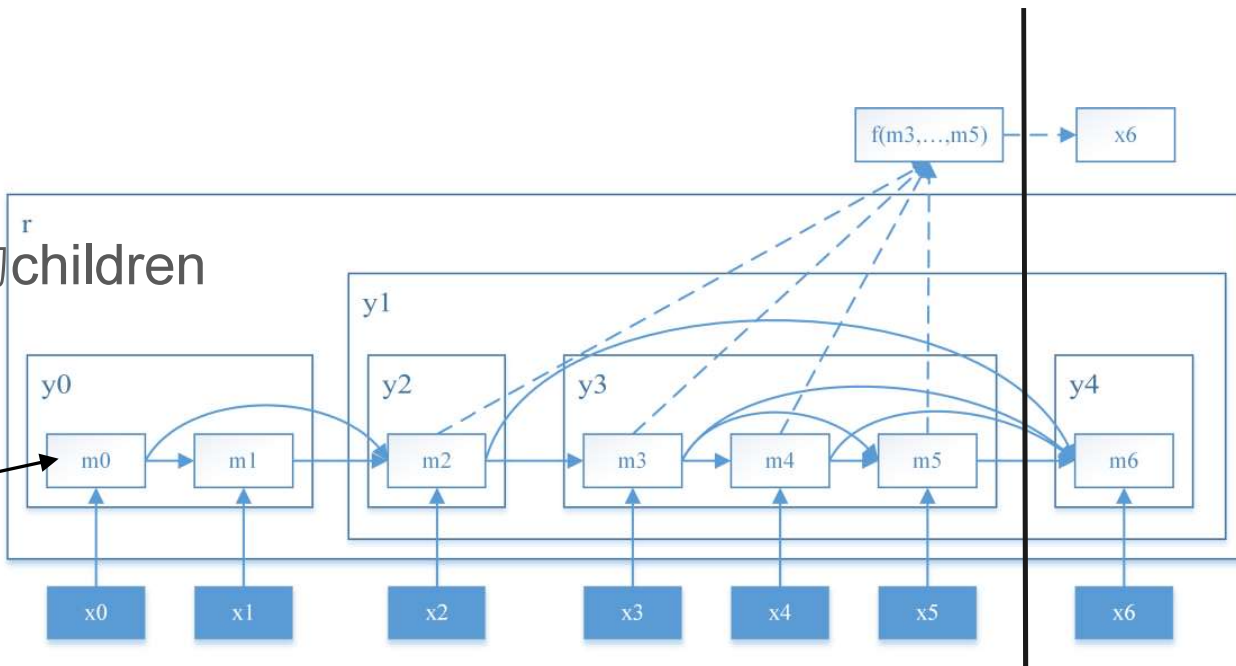 f(m3,…,m5) x6
r
children
y1
y0 y2 y3 y4
m0 m1 m2 m3 m4 m5 m6
x0 x1 x2 x3 x4 x5 x6